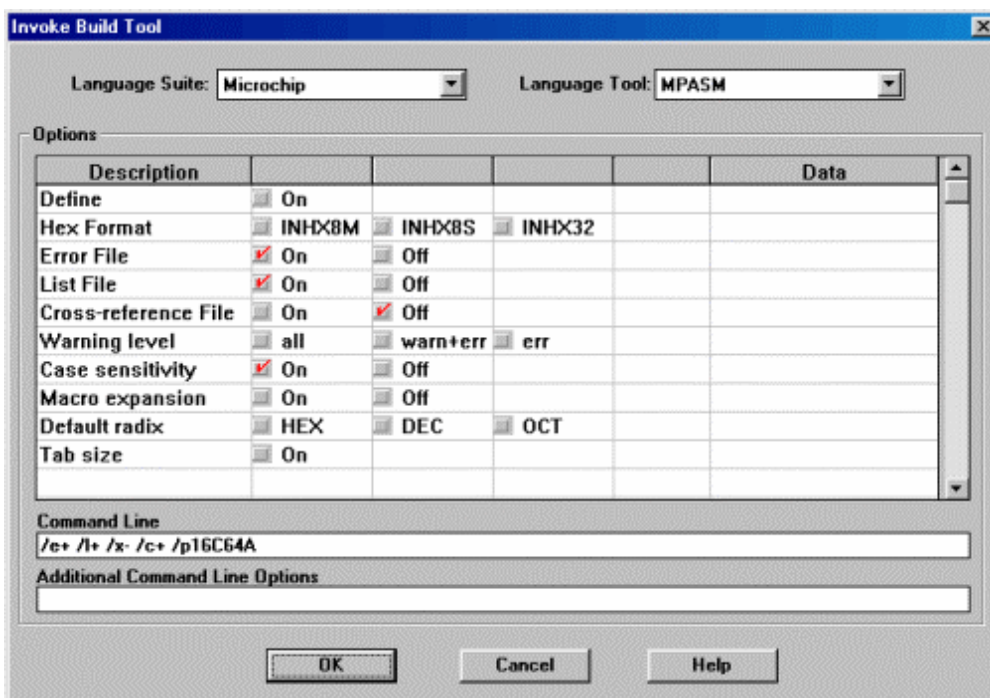 Invoke Build Tool
Language Suite: Microchip Language Tool: MPASM
Options
Description Data
Define On
Hex Format INHX8M INHX8S INHX32
Error File On Off
List File On Off
Cross-reference File On Off
Warning level all warn+err err
Case sensitivity On Off
Macro expansion On Off
Default radix HEX DEC OCT
Tab size On
Command Line
/e+ /l+ /x- /c+ /p16C64A
Additional Command Line Options
OK Cancel Help